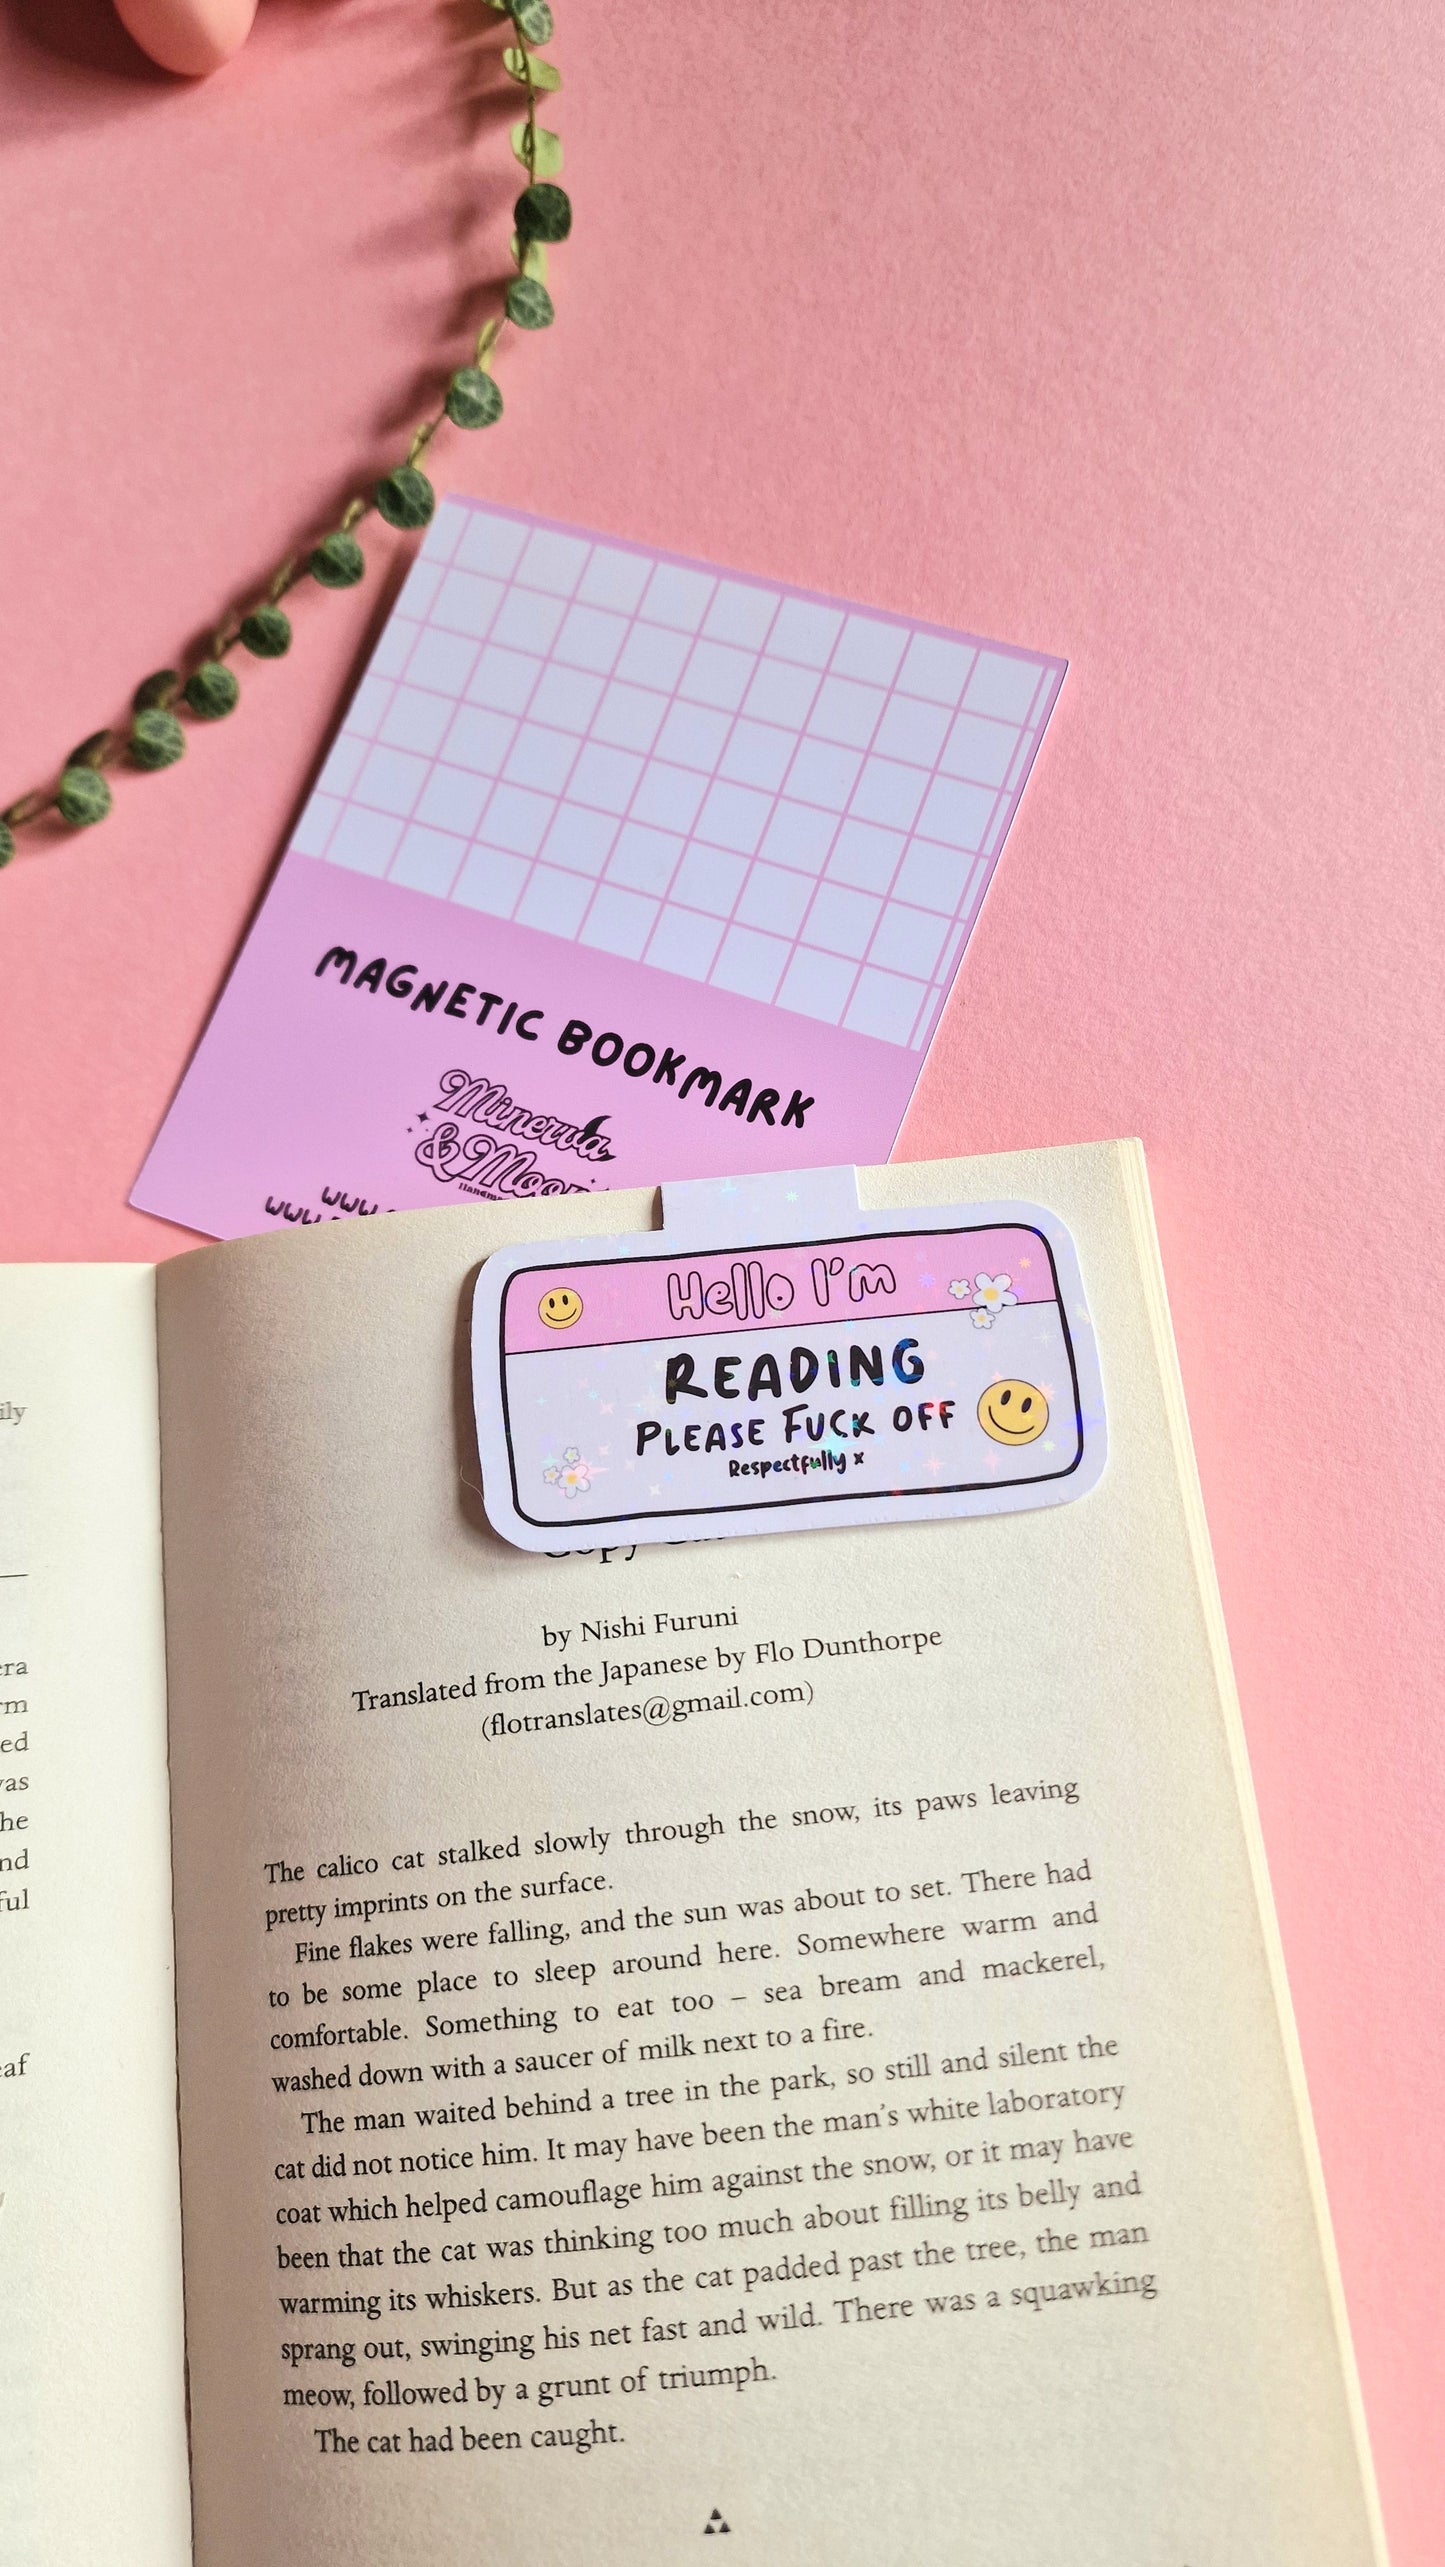 MAGNETIC BOOKMARK
Minerva
& Moon
www.
www.
Hello I'm
READING
PLEASE FUCK OFF
Respectfully x
Copy
by Nishi Furuni
Translated from the Japanese by Flo Dunthorpe
(flotranslates@gmail.com)
The calico cat stalked slowly through the snow, its paws leaving
pretty imprints on the surface.
Fine flakes were falling, and the sun was about to set. There had
to be some place to sleep around here. Somewhere warm and
comfortable. Something to eat too – sea bream and mackerel,
washed down with a saucer of milk next to a fire.
The man waited behind a tree in the park, so still and silent the
cat did not notice him. It may have been the man's white laboratory
coat which helped camouflage him against the snow, or it may have
been that the cat was thinking too much about filling its belly and
warming its whiskers. But as the cat padded past the tree, the man
sprang out, swinging his net fast and wild. There was a squawking
meow, followed by a grunt of triumph.
The cat had been caught.